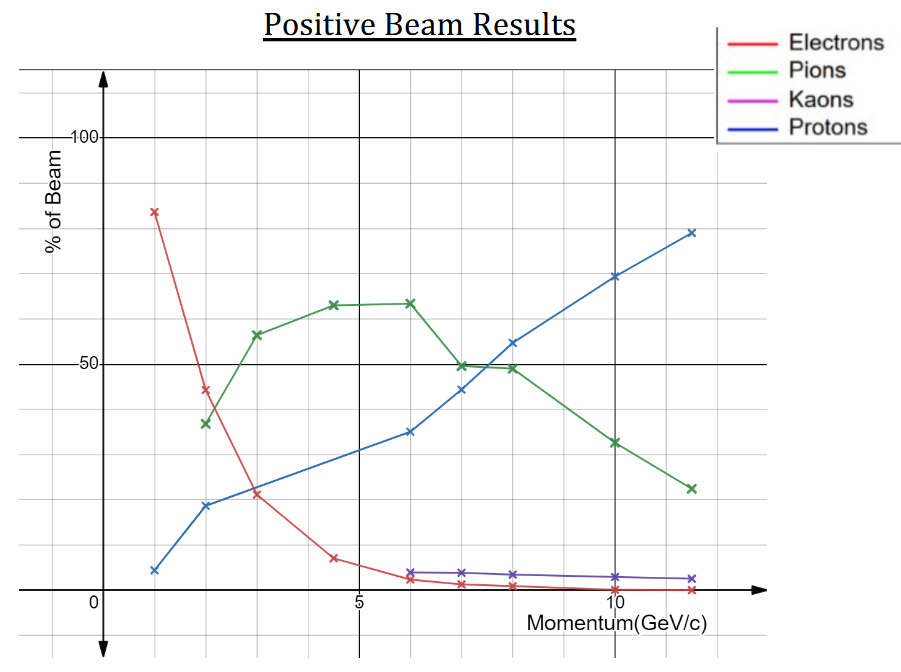 Positive Beam Results
Electrons
Pions
Kaons
Protons
100
% of Beam
50
0
5
10
Momentum(GeV/c)